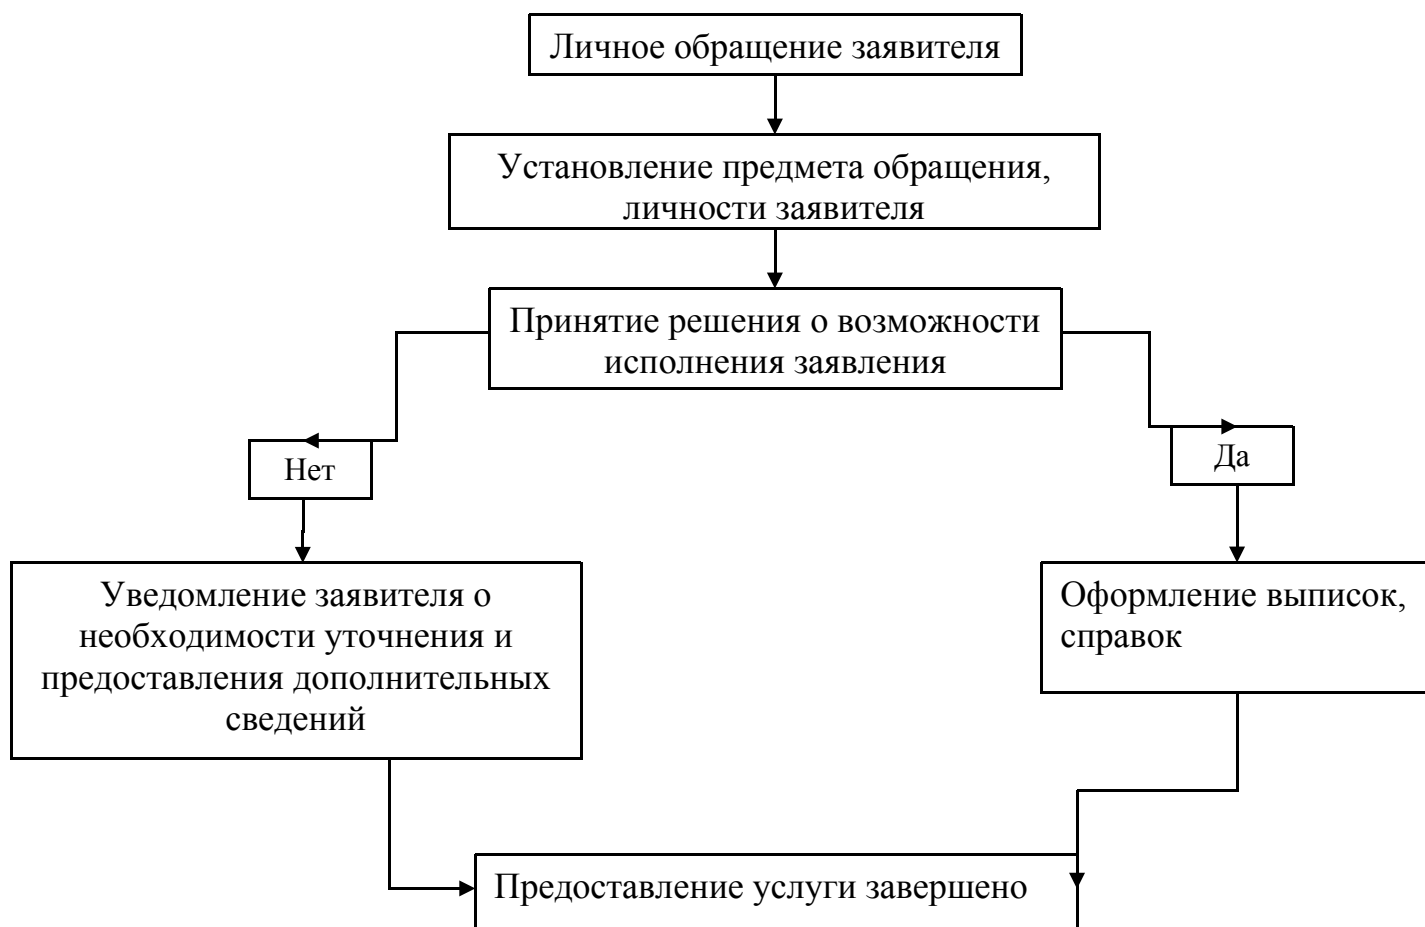 Личное обращение заявителя
Установление предмета обращения,
личности заявителя
Принятие решения о возможности
исполнения заявления
Нет
Да
Уведомление заявителя о
необходимости уточнения и
предоставления дополнительных
сведений
Оформление выписок,
справок
Предоставление услуги завершено